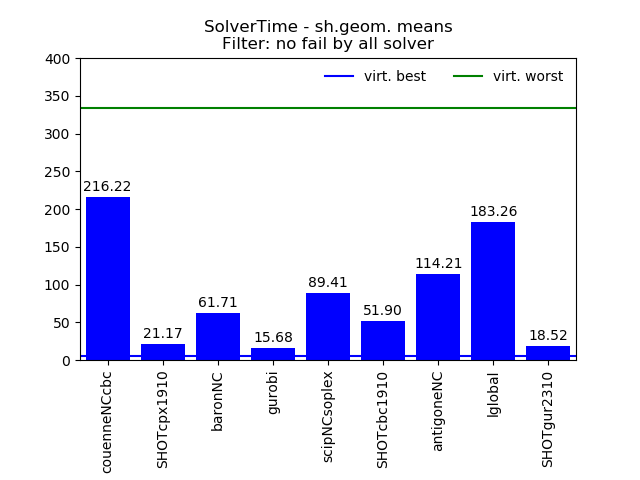 SolverTime - sh.geom. means
Filter: no fail by all solver
400
350
300
250
200
150
100
50
0
virt. best
virt. worst
216.22
21.17
61.71
15.68
89.41
51.90
114.21
183.26
18.52
couenneNCcbc
SHOTcpx1910
baronNC
gurobi
scipNCsoplex
SHOTcbc1910
antigoneNC
lglobal
SHOTgur2310